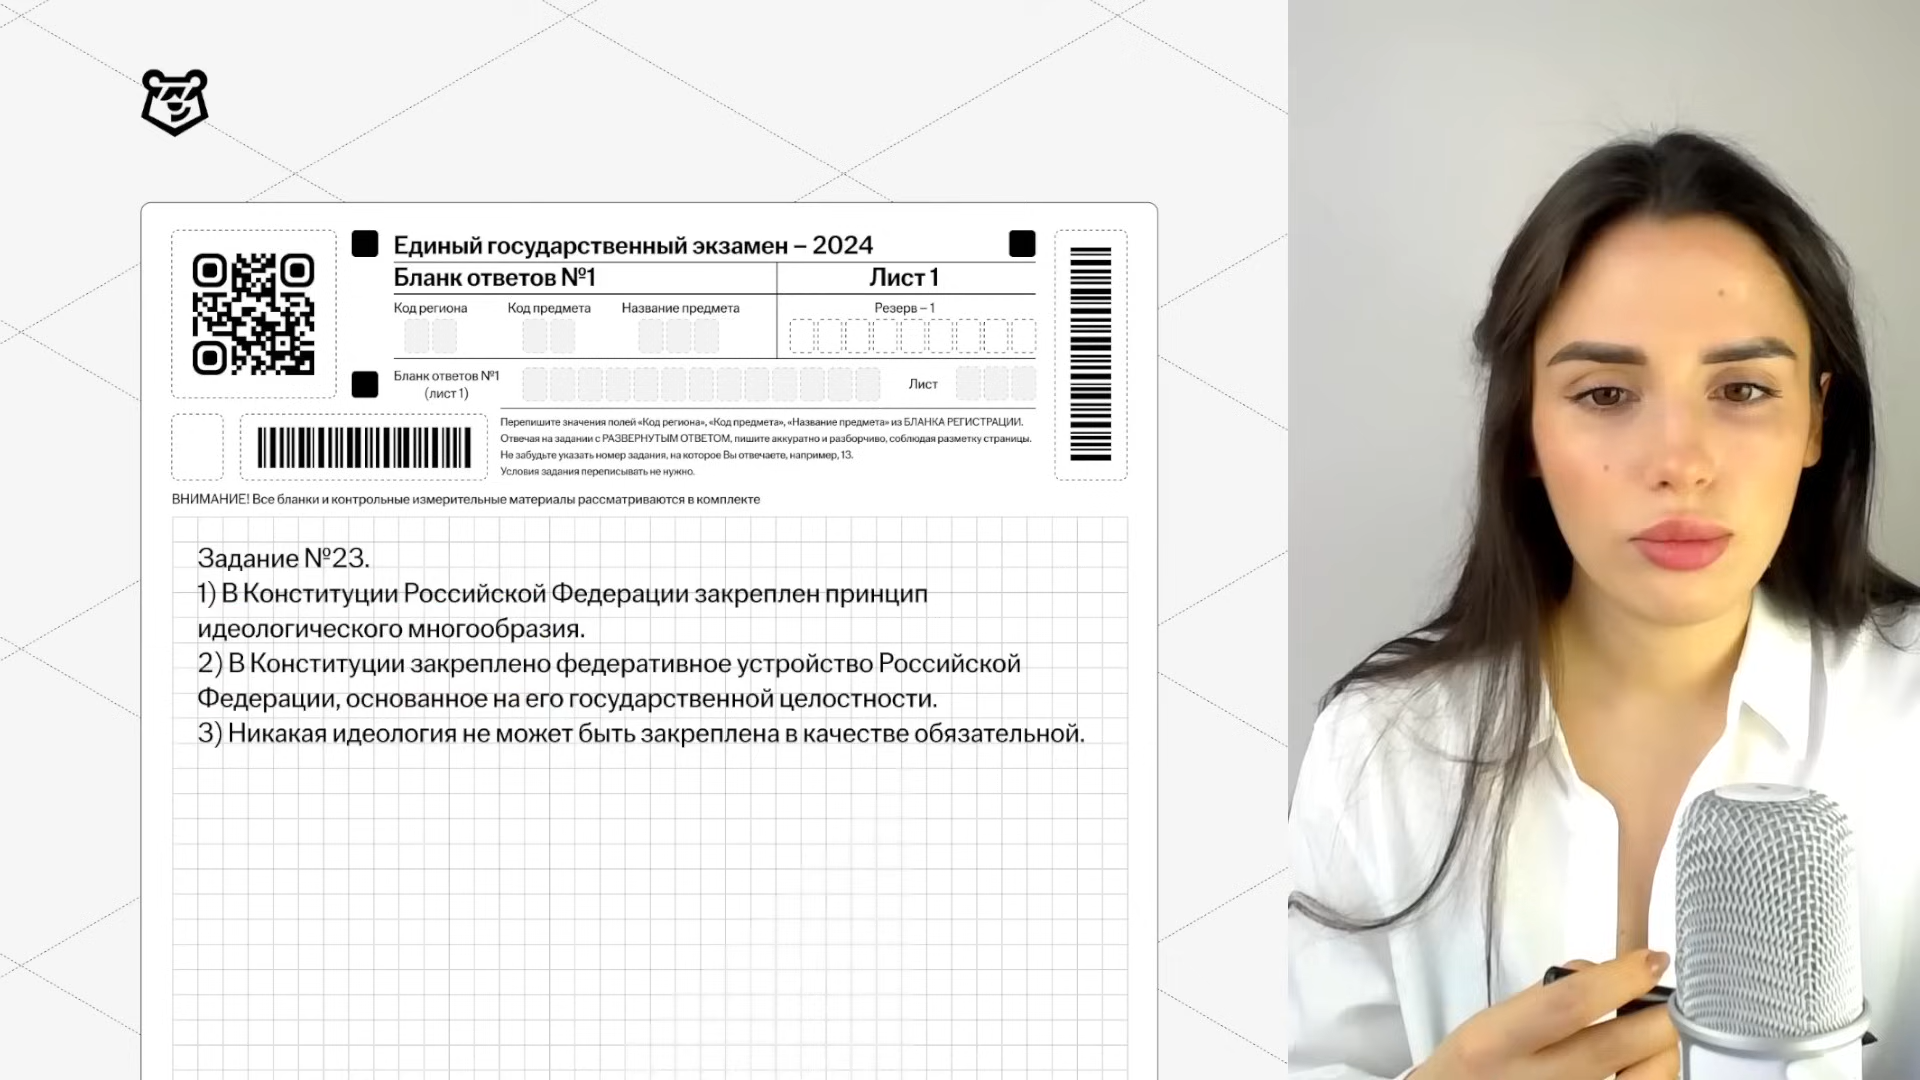 Единый государственный экзамен – 2024
Бланк ответов №1
Лист 1
Код региона
Код предмета
Название предмета
Резерв – 1
Бланк ответов №1
(лист 1)
Лист
Перепишите значения полей «Код региона», «Код предмета», «Название предмета» из БЛАНКА РЕГИСТРАЦИИ.
Отвечая на задании с РАЗВЕРНУТЫМ ОТВЕТОМ, пишите аккуратно и разборчиво, соблюдая разметку страницы.
Не забудьте указать номер задания, на которое Вы отвечаете, например, 13.
Условия задания переписывать не нужно.
ВНИМАНИЕ! Все бланки и контрольные измерительные материалы рассматриваются в комплекте
Задание №23.
1) В Конституции Российской Федерации закреплен принцип
идеологического многообразия.
2) В Конституции закреплено федеративное устройство Российской
Федерации, основанное на его государственной целостности.
3) Никакая идеология не может быть закреплена в качестве обязательной.